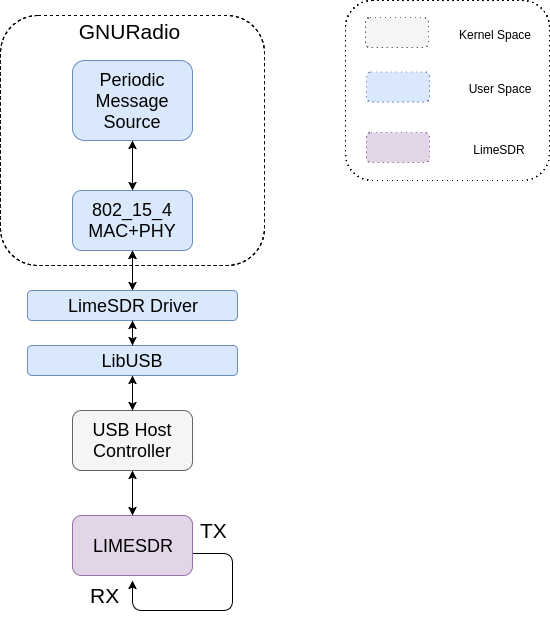 GNURadio
Periodic
Message
Source
802_15_4
MAC+PHY
LimeSDR Driver
LibUSB
USB Host
Controller
LIMESDR
TX
RX
Kernel Space
User Space
LimeSDR